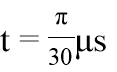 t = π/30 μs